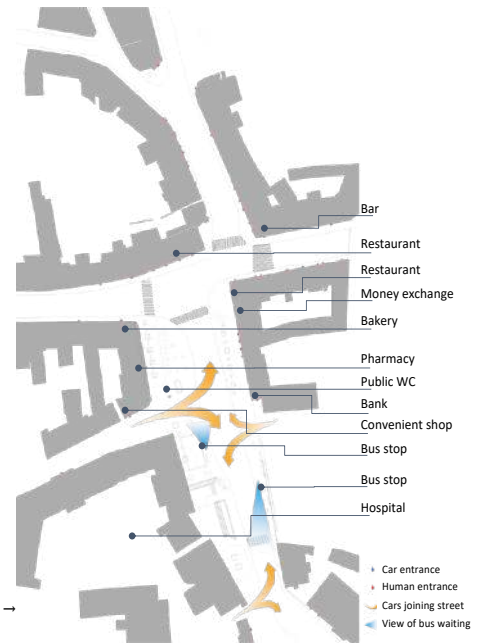 Bar
Restaurant
Restaurant
Money exchange
Bakery
Pharmacy
Public WC
Bank
Convenient shop
Bus stop
Bus stop
Hospital
Car entrance
Human entrance
Cars joining street
View of bus waiting